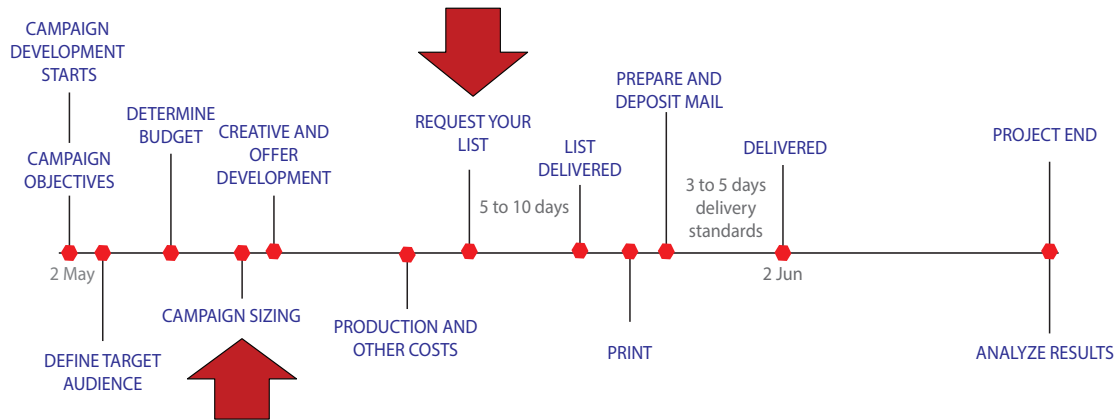 CAMPAIGN
DEVELOPMENT
STARTS
CAMPAIGN
OBJECTIVES
2 May
DEFINE TARGET
AUDIENCE
DETERMINE
BUDGET
CAMPAIGN SIZING
CREATIVE AND
OFFER
DEVELOPMENT
PRODUCTION AND
OTHER COSTS
REQUEST YOUR
LIST
5 to 10 days
LIST
DELIVERED
PRINT
PREPARE AND
DEPOSIT MAIL
3 to 5 days
delivery
standards
DELIVERED
2 Jun
PROJECT END
ANALYZE RESULTS